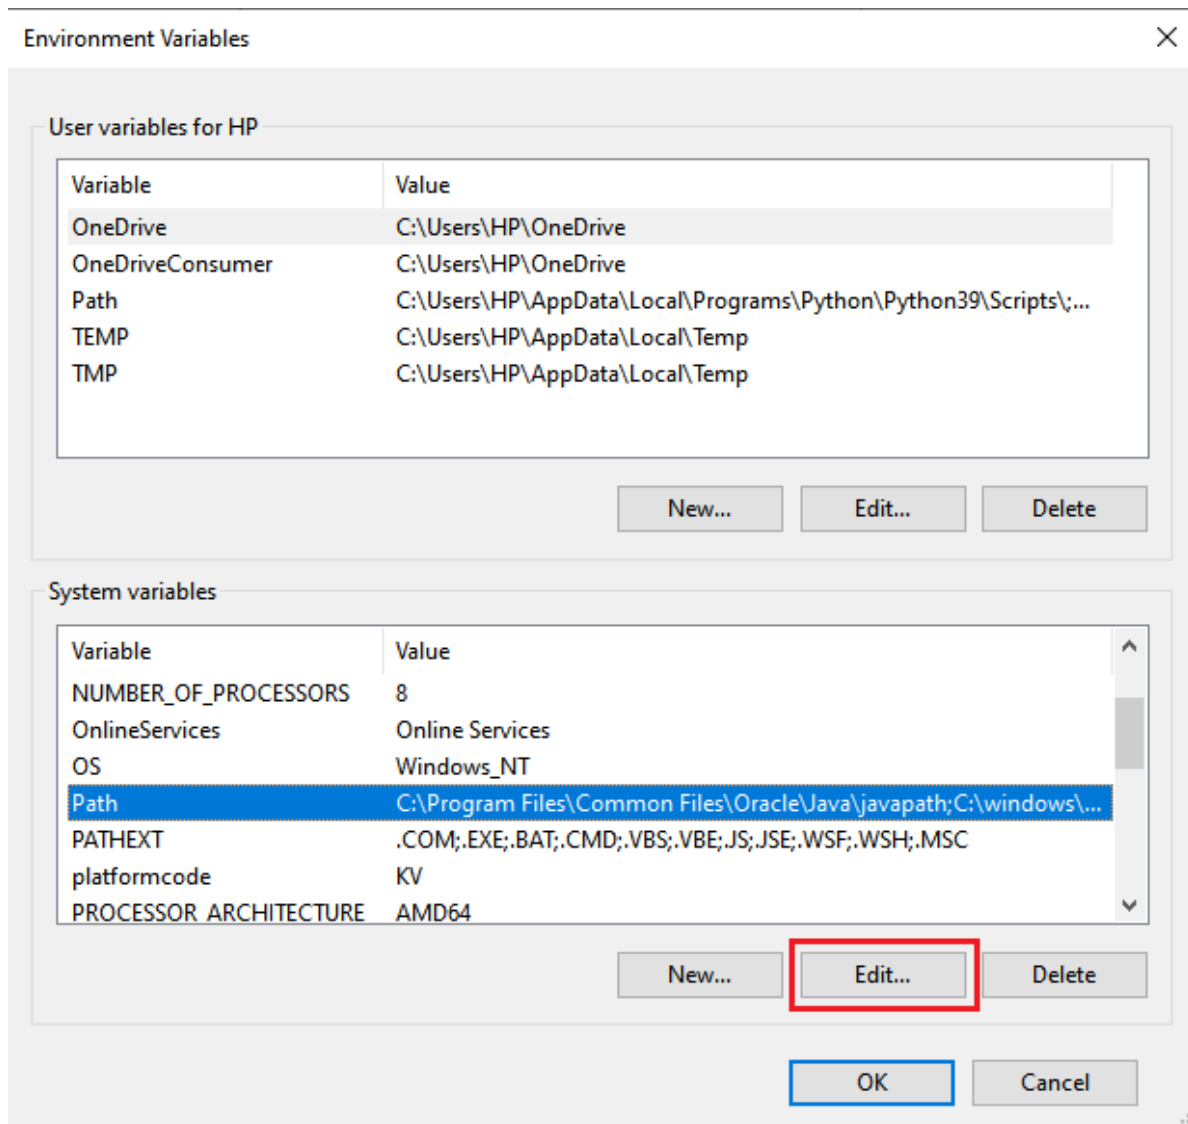 Environment Variables
User variables for HP
Variable Value
OneDrive C:\Users\HP\OneDrive
OneDriveConsumer C:\Users\HP\OneDrive
Path C:\Users\HP\AppData\Local\Programs\Python\Python39\Scripts\;...
TEMP C:\Users\HP\AppData\Local\Temp
TMP C:\Users\HP\AppData\Local\Temp
New... Edit... Delete
System variables
Variable Value
NUMBER_OF_PROCESSORS 8
OnlineServices Online Services
OS Windows_NT
Path C:\Program Files\Common Files\Oracle\Java\javapath;C:\windows\...
PATHEXT .COM;.EXE;.BAT;.CMD;.VBS;.VBE;.JS;.JSE;.WSF;.WSH;.MSC
platformcode KV
PROCESSOR_ARCHITECTURE AMD64
New... Edit... Delete
OK Cancel